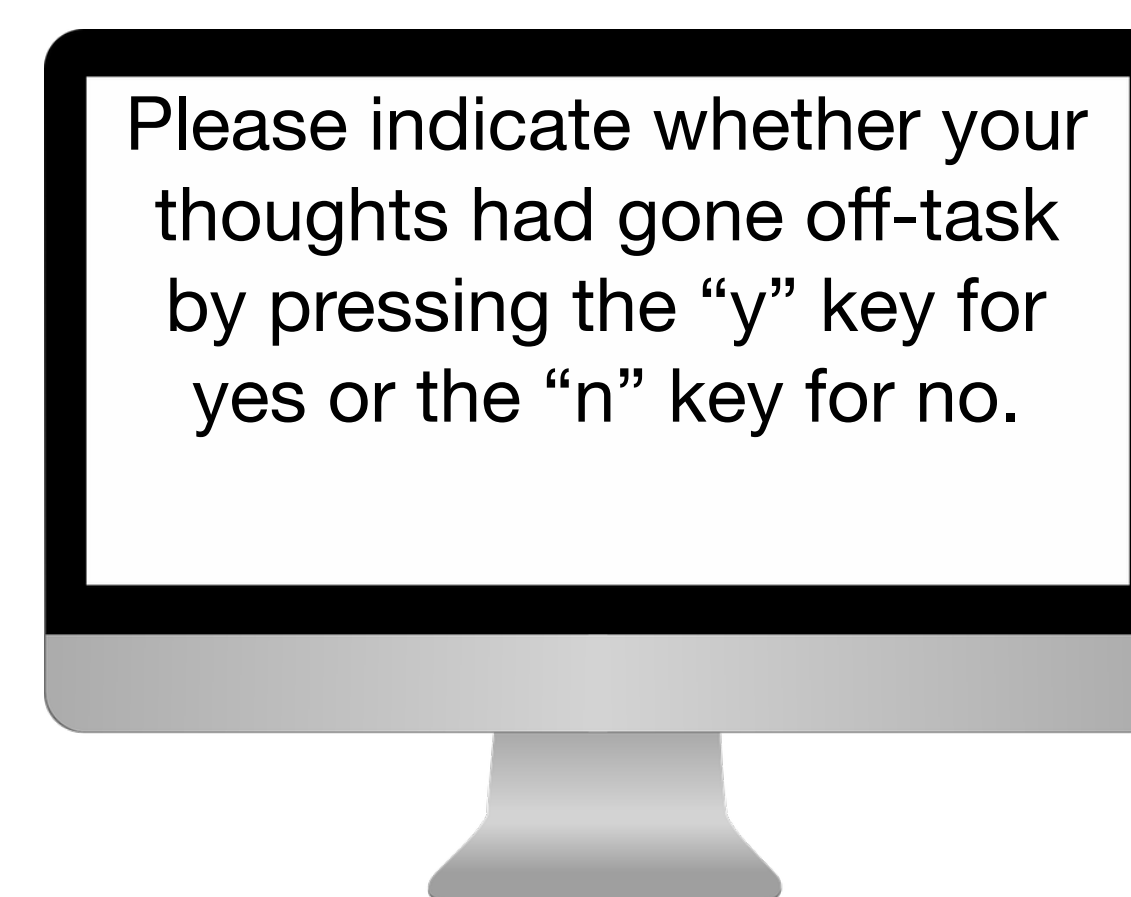 Please indicate whether your
thoughts had gone off-task
by pressing the “y” key for
yes or the “n” key for no.